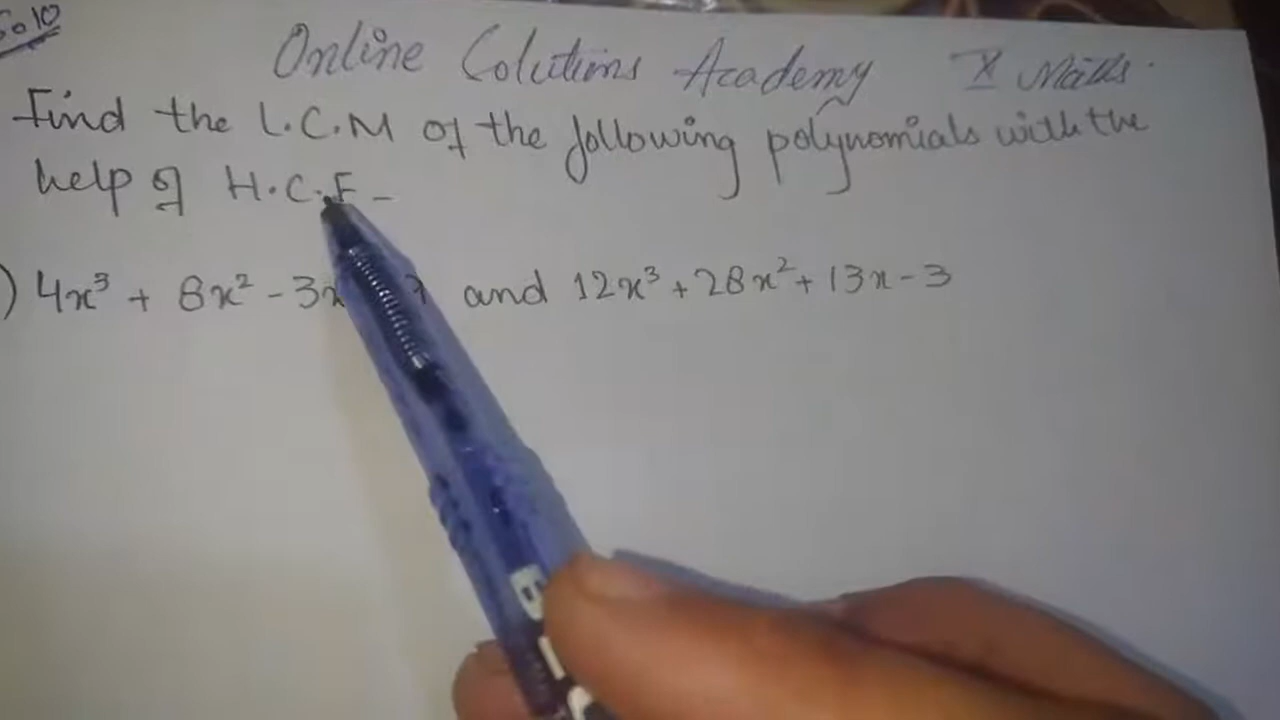 Online Colutions Academy X Maths.
Find the L.C.M of the following polynomials with the
help of H.C.F -
) 4x³ + 8x² - 3x and 12x³ + 28x² + 13x - 3